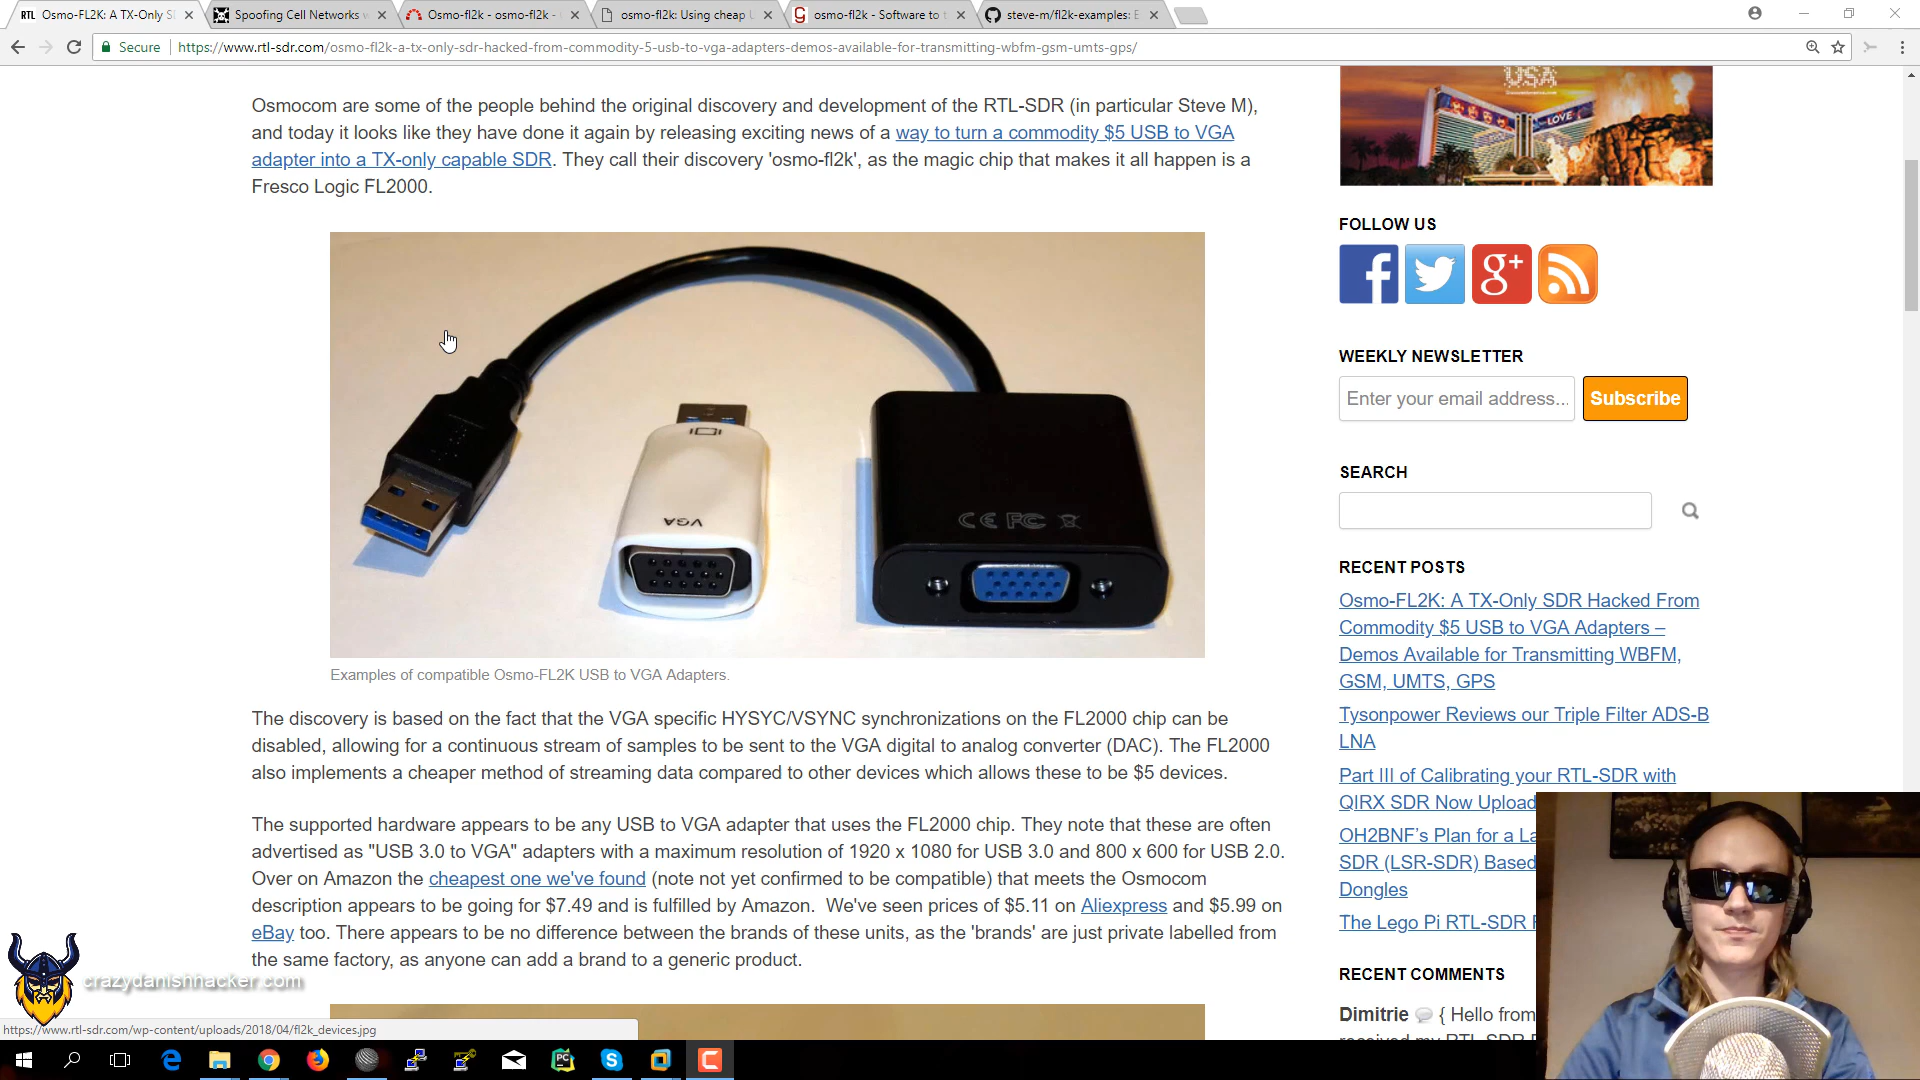 RTL Osmo-FL2K: A TX-Only S
Spoofing Cell Networks w
Osmo-fl2k - osmo-fl2k -
osmo-fl2k: Using cheap
osmo-fl2k - Software to
steve-m/fl2k-examples: E
Secure
https://www.rtl-sdr.com/osmo-fl2k-a-tx-only-sdr-hacked-from-commodity-5-usb-to-vga-adapters-demos-available-for-transmitting-wbfm-gsm-umts-gps/
Osmocom are some of the people behind the original discovery and development of the RTL-SDR (in particular Steve M),
and today it looks like they have done it again by releasing exciting news of a way to turn a commodity $5 USB to VGA
adapter into a TX-only capable SDR. They call their discovery 'osmo-fl2k', as the magic chip that makes it all happen is a
Fresco Logic FL2000.
VGA
CE FC
Examples of compatible Osmo-FL2K USB to VGA Adapters.
The discovery is based on the fact that the VGA specific HYSYC/VSYNC synchronizations on the FL2000 chip can be
disabled, allowing for a continuous stream of samples to be sent to the VGA digital to analog converter (DAC). The FL2000
also implements a cheaper method of streaming data compared to other devices which allows these to be $5 devices.
The supported hardware appears to be any USB to VGA adapter that uses the FL2000 chip. They note that these are often
advertised as "USB 3.0 to VGA" adapters with a maximum resolution of 1920 x 1080 for USB 3.0 and 800 x 600 for USB 2.0.
Over on Amazon the cheapest one we've found (note not yet confirmed to be compatible) that meets the Osmocom
description appears to be going for $7.49 and is fulfilled by Amazon. We've seen prices of $5.11 on Aliexpress and $5.99 on
eBay too. There appears to be no difference between the brands of these units, as the 'brands' are just private labelled from
the same factory, as anyone can add a brand to a generic product.
crazydanishhacker.com
https://www.rtl-sdr.com/wp-content/uploads/2018/04/fl2k_devices.jpg
USA
LOVE
FOLLOW US
WEEKLY NEWSLETTER
Enter your email address...
Subscribe
SEARCH
RECENT POSTS
Osmo-FL2K: A TX-Only SDR Hacked From
Commodity $5 USB to VGA Adapters –
Demos Available for Transmitting WBFM,
GSM, UMTS, GPS
Tysonpower Reviews our Triple Filter ADS-B
LNA
Part III of Calibrating your RTL-SDR with
QIRX SDR Now Upload
OH2BNF's Plan for a La
SDR (LSR-SDR) Based
Dongles
The Lego Pi RTL-SDR
RECENT COMMENTS
Dimitrie { Hello from
received my RTL-SDR